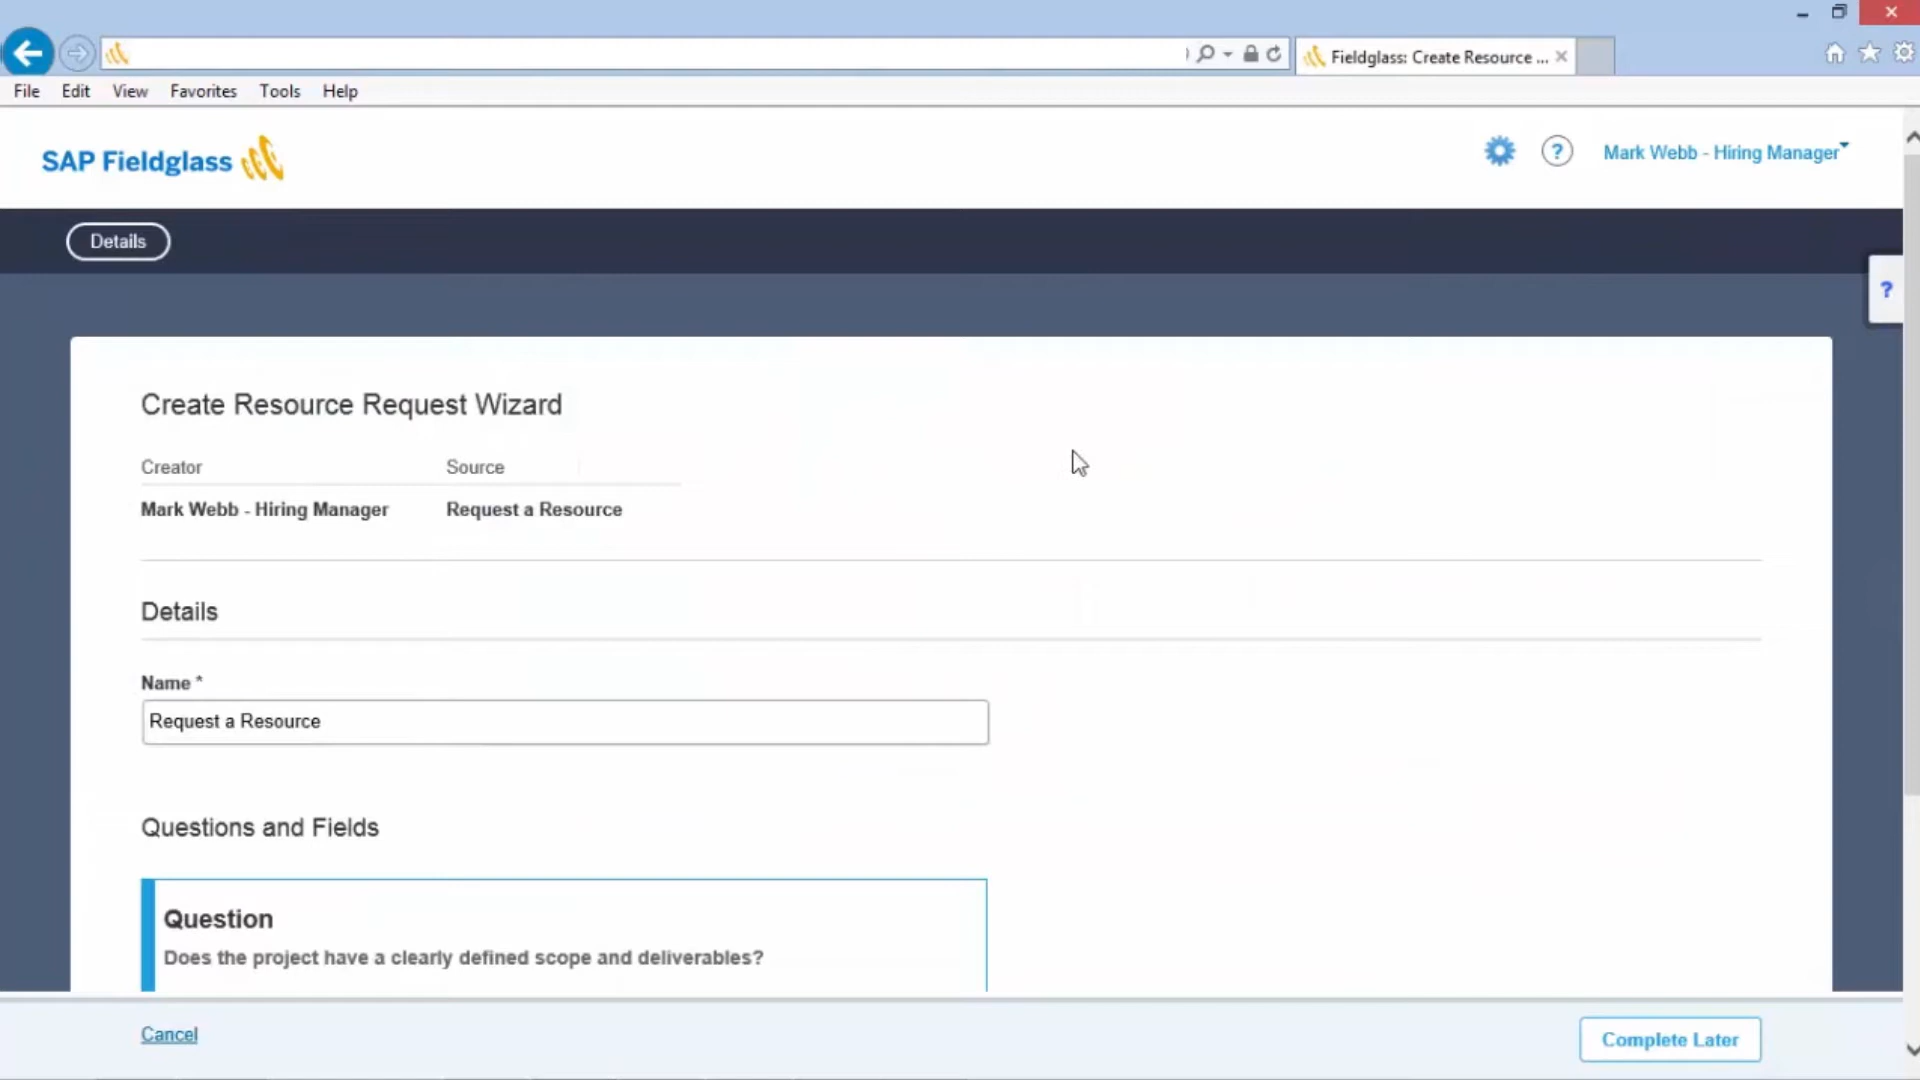 Fieldglass: Create Resource ...
File Edit View Favorites Tools Help
SAP Fieldglass
? Mark Webb - Hiring Manager
Details
?
Create Resource Request Wizard
Creator Source
Mark Webb - Hiring Manager Request a Resource
Details
Name *
Request a Resource
Questions and Fields
Question
Does the project have a clearly defined scope and deliverables?
Cancel Complete Later